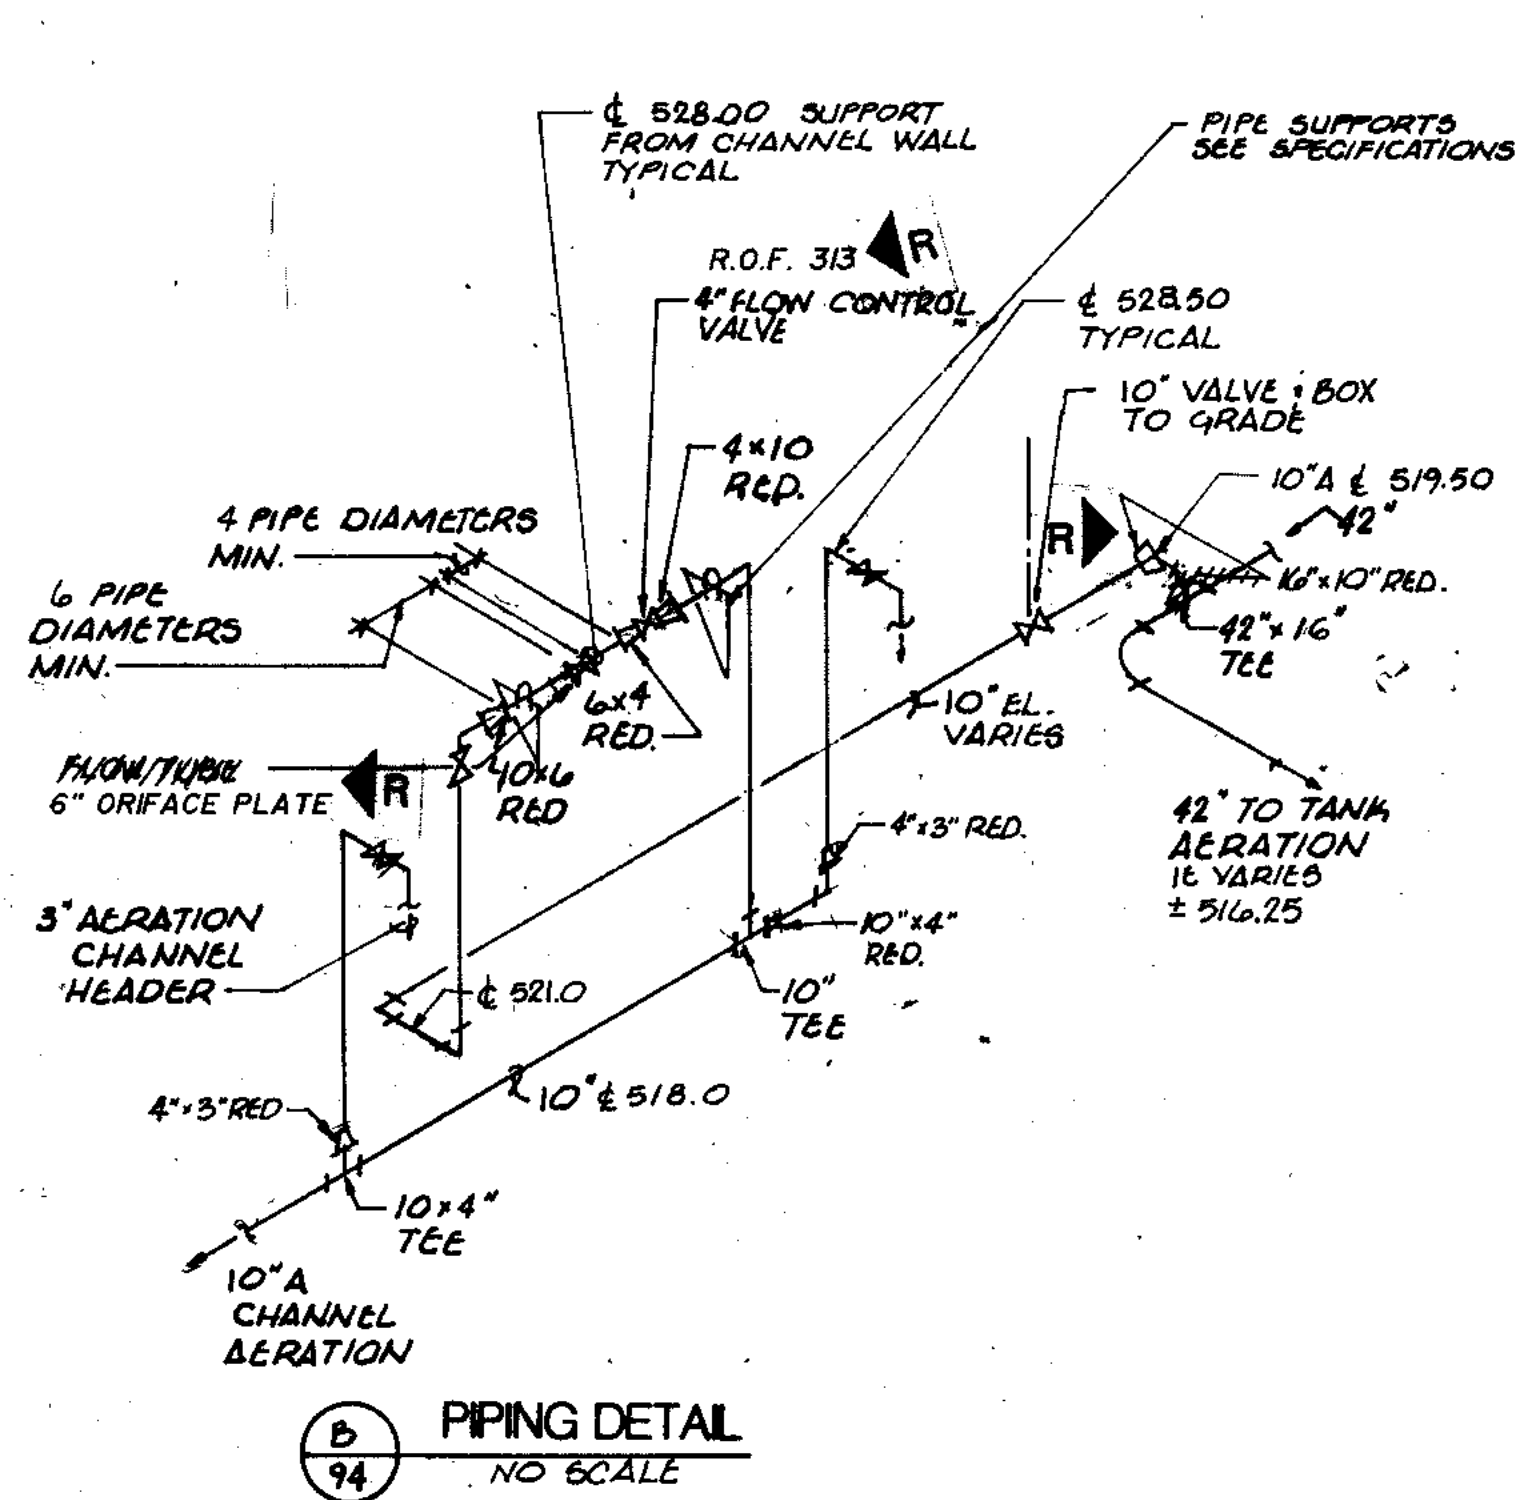 ℄ 528.00 SUPPORT
FROM CHANNEL WALL
TYPICAL
PIPE SUPPORTS
SEE SPECIFICATIONS
R
R.O.F. 313
4" FLOW CONTROL
VALVE
℄ 528.50
TYPICAL
10" VALVE & BOX
TO GRADE
4×10
RED.
10"A ℄ 519.50
42"
4 PIPE DIAMETERS
MIN.
R
16"×10" RED.
6 PIPE
DIAMETERS
MIN.
42"×16"
TEE
6×4
RED.
10" EL.
VARIES
6" ORIFACE PLATE
R
10×6
RED
42" TO TANK
AERATION
℄ VARIES
± 516.25
4"×3" RED.
3" AERATION
CHANNEL
HEADER
10"×4"
RED.
℄ 521.0
10"
TEE
10" ℄ 518.0
4"×3" RED
10×4"
TEE
10"A
CHANNEL
AERATION
B
94
PIPING DETAIL
NO SCALE